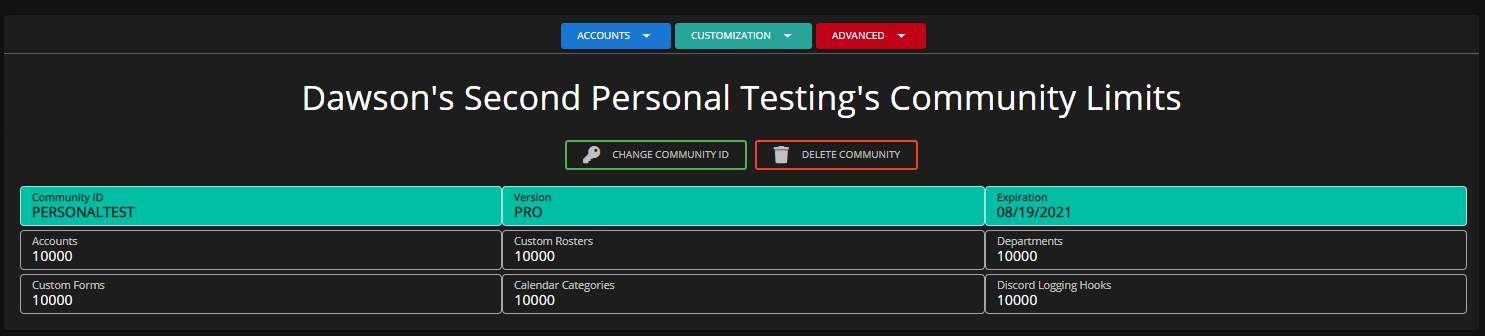 ACCOUNTS CUSTOMIZATION ADVANCED
Dawson's Second Personal Testing's Community Limits
CHANGE COMMUNITY ID DELETE COMMUNITY
Community ID Version Expiration
PERSONALTEST PRO 08/19/2021
Accounts Custom Rosters Departments
10000 10000 10000
Custom Forms Calendar Categories Discord Logging Hooks
10000 10000 10000